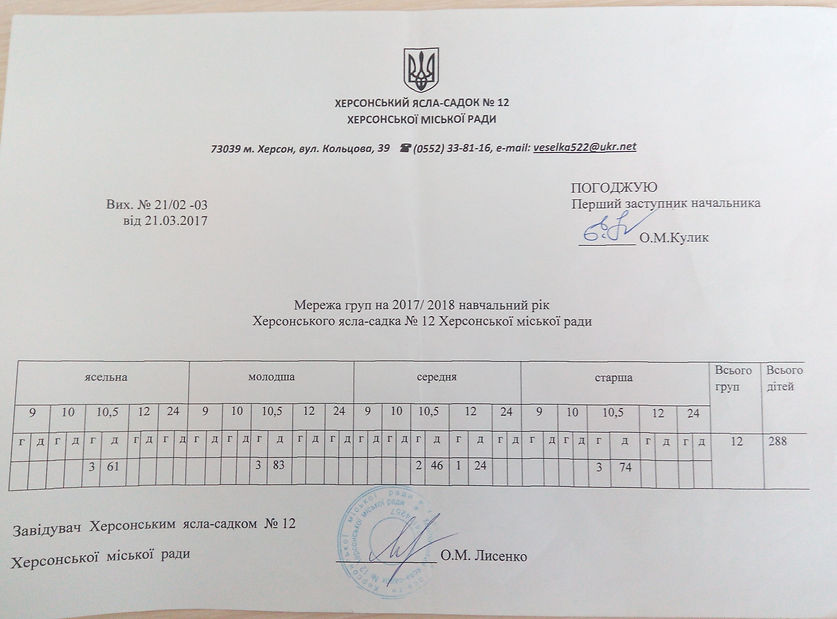 ХЕРСОНСЬКИЙ ЯСЛА-САДОК № 12
ХЕРСОНСЬКОЇ МІСЬКОЇ РАДИ
73039 м. Херсон, вул. Кольцова, 39 ☎ (0552) 33-81-16, e-mail: veselka522@ukr.net
Вих. № 21/02 -03
від 21.03.2017
ПОГОДЖУЮ
Перший заступник начальника
О.М.Кулик
Мережа груп на 2017/ 2018 навчальний рік
Херсонського ясла-садка № 12 Херсонської міської ради
ясельна молодша середня старша Всього груп Всього дітей
9 10 10,5 12 24 9 10 10,5 12 24 9 10 10,5 12 24 9 10 10,5 12 24
г д г д г д г д г д г д г д г д г д г д г д г д г д г д г д г д г д г д г д г д 12 288
3 61 3 83 2 46 1 24 3 74
Завідувач Херсонським ясла-садком № 12
Херсонської міської ради
О.М. Лисенко